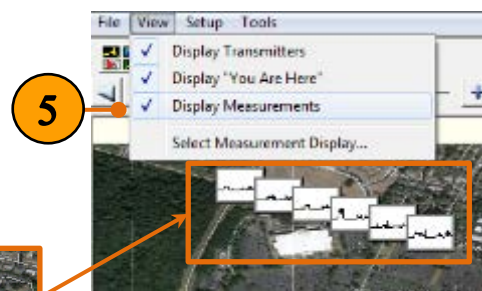 File View Setup Tools
Display Transmitters
Display "You Are Here"
5
Display Measurements
Select Measurement Display...